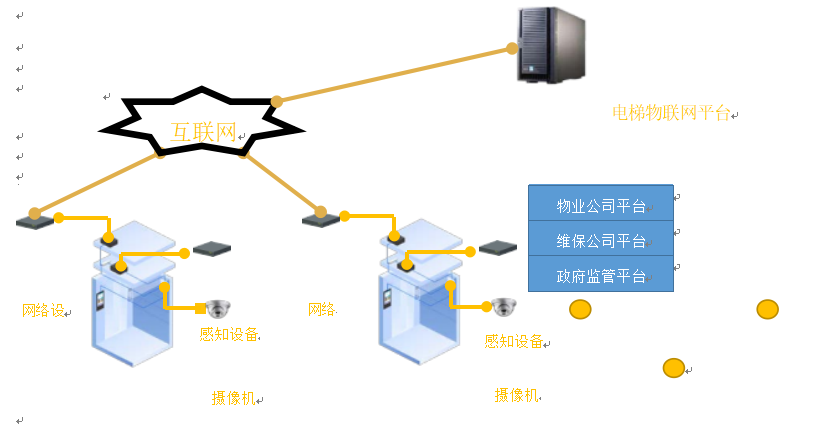 互联网
电梯物联网平台
物业公司平台
维保公司平台
政府监管平台
网络设
感知设备
摄像机
网络
感知设备
摄像机